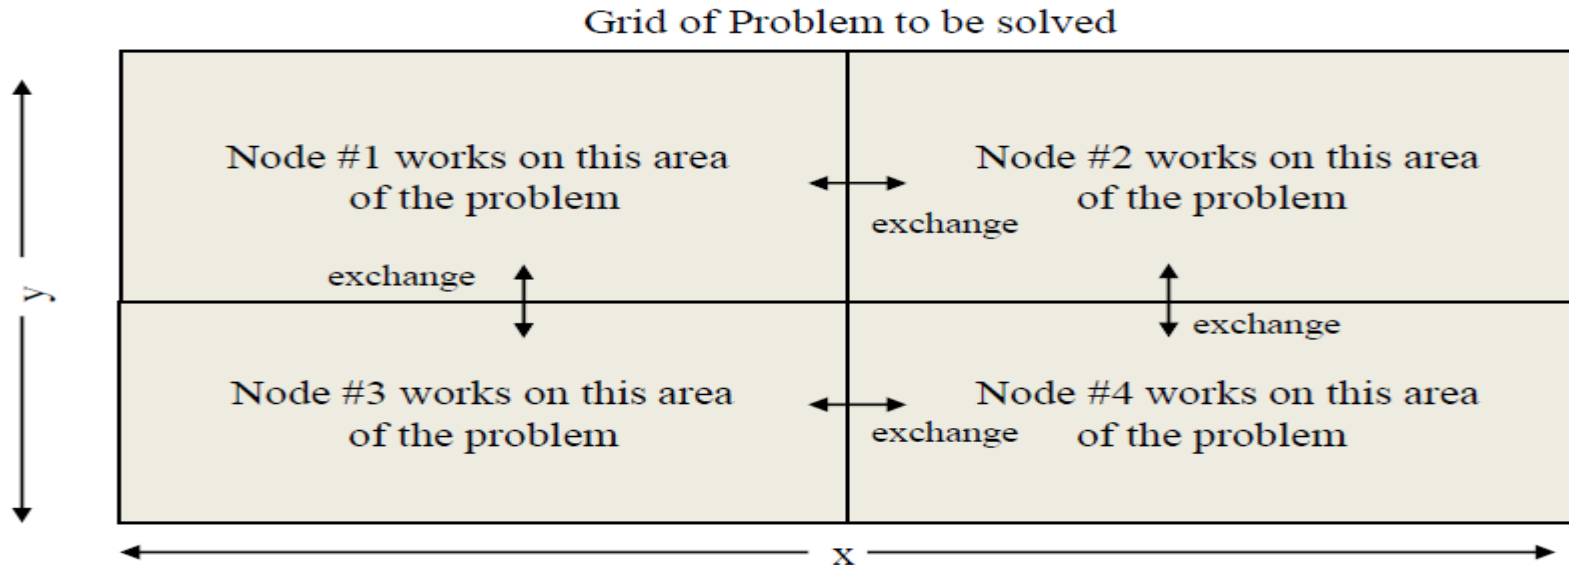 Grid of Problem to be solved
Node #1 works on this area
of the problem
Node #2 works on this area
of the problem
exchange
exchange
y
exchange
Node #3 works on this area
of the problem
Node #4 works on this area
of the problem
exchange
x